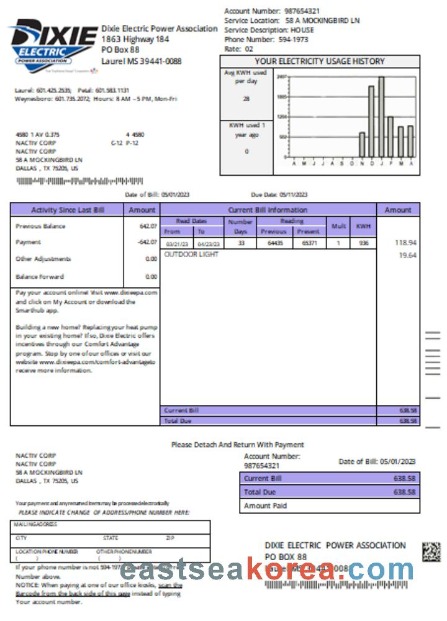 DIXIE
ELECTRIC
POWER ASSOCIATION
Dixie Electric Power Association
1863 Highway 184
PO Box 88
Laurel MS 39441-0088
Account Number: 987654321
Service Location: 58 A MOCKINGBIRD LN
Service Description: HOUSE
Phone Number: 594-1973
Rate: 02
Laurel: 601.425.2535; Petal: 601.583.1131
Waynesboro: 601.735.2072; Hours: 8 AM – 5 PM, Mon-Fri
Avg KWH used per day
28
KWH used 1 year ago
0
YOUR ELECTRICITY USAGE HISTORY
M J J A S O N D J F M A
4580 1 AV 0.375 4 4580
NACTIV CORP C-12 P-12
NACTIV CORP
58 A MOCKINGBIRD LN
DALLAS , TX 75205, US
Date of Bill: 05/01/2023 Due Date: 05/11/2023
Activity Since Last Bill Amount
Previous Balance 642.07
Payment -642.07
Other Adjustments 0.00
Balance Forward 0.00
Current Bill Information Amount
Read Dates Number Days Reading Mult KWH
From To Previous Present
03/21/23 04/23/23 33 64435 65371 1 936 118.94
OUTDOOR LIGHT 19.64
Pay your account online! Visit www.dixieepa.com
and click on My Account or download the
Smarthub app.
Building a new home? Replacing your heat pump
in your existing home? If so, Dixie Electric offers
incentives through our Comfort Advantage
program. Stop by one of our offices or visit our
website www.dixieepa.com/comfort-advantage to
receive more information.
Current Bill 638.58
Total Due 638.58
Please Detach And Return With Payment
NACTIV CORP
NACTIV CORP
58 A MOCKINGBIRD LN
DALLAS , TX 75205, US
Account Number:
987654321
Date of Bill: 05/01/2023
Current Bill 638.58
Total Due 638.58
Amount Paid
Your payment and any returned items may be processed electronically
PLEASE INDICATE CHANGE OF ADDRESS/PHONE NUMBER HERE:
MAILING ADDRESS
CITY STATE ZIP
LOCATION PHONE NUMBER OTHER PHONE NUMBER
( ) ( )
If your phone number is not 594-197
Number above.
NOTICE: When paying at one of our office kiosks, scan the
Barcode from the back side of this page instead of typing
Your account number.
DIXIE ELECTRIC POWER ASSOCIATION
PO BOX 88
eastseakorea.com